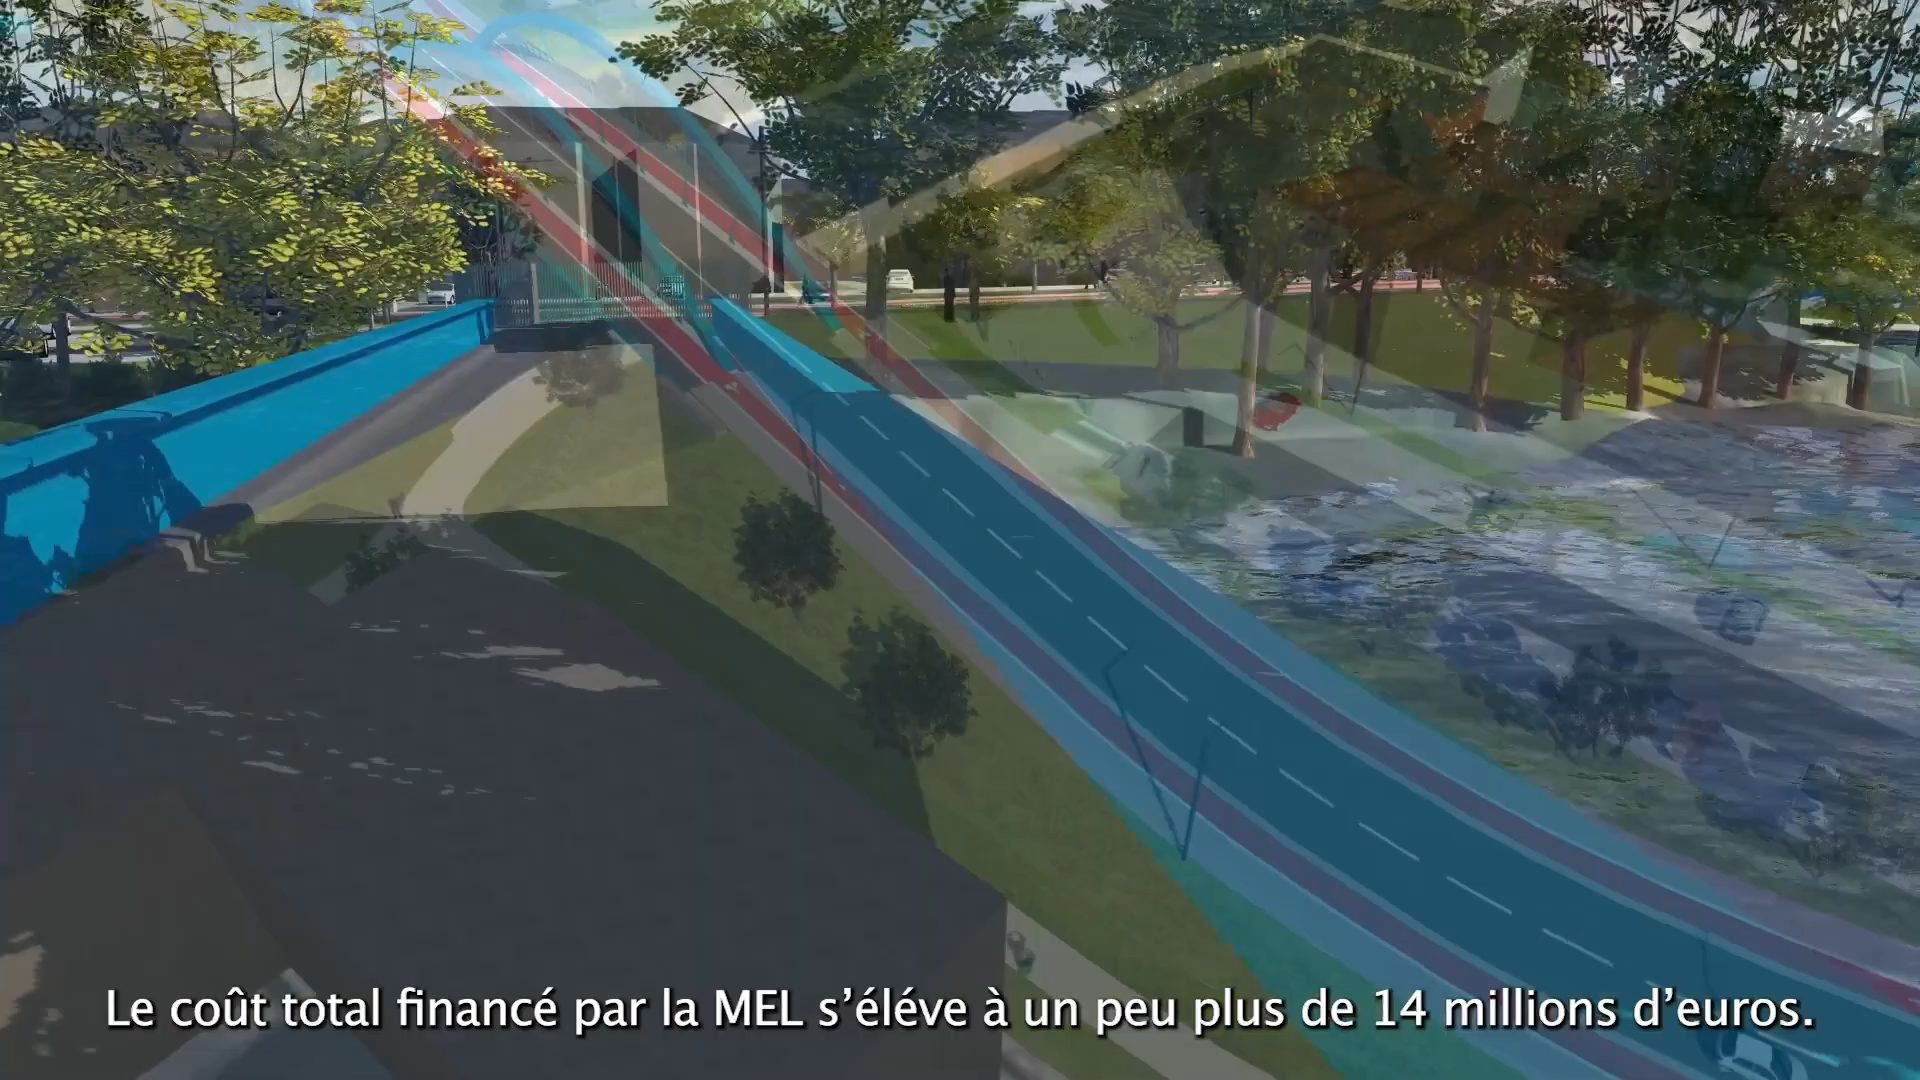 Le coût total financé par la MEL s’éléve à un peu plus de 14 millions d’euros.